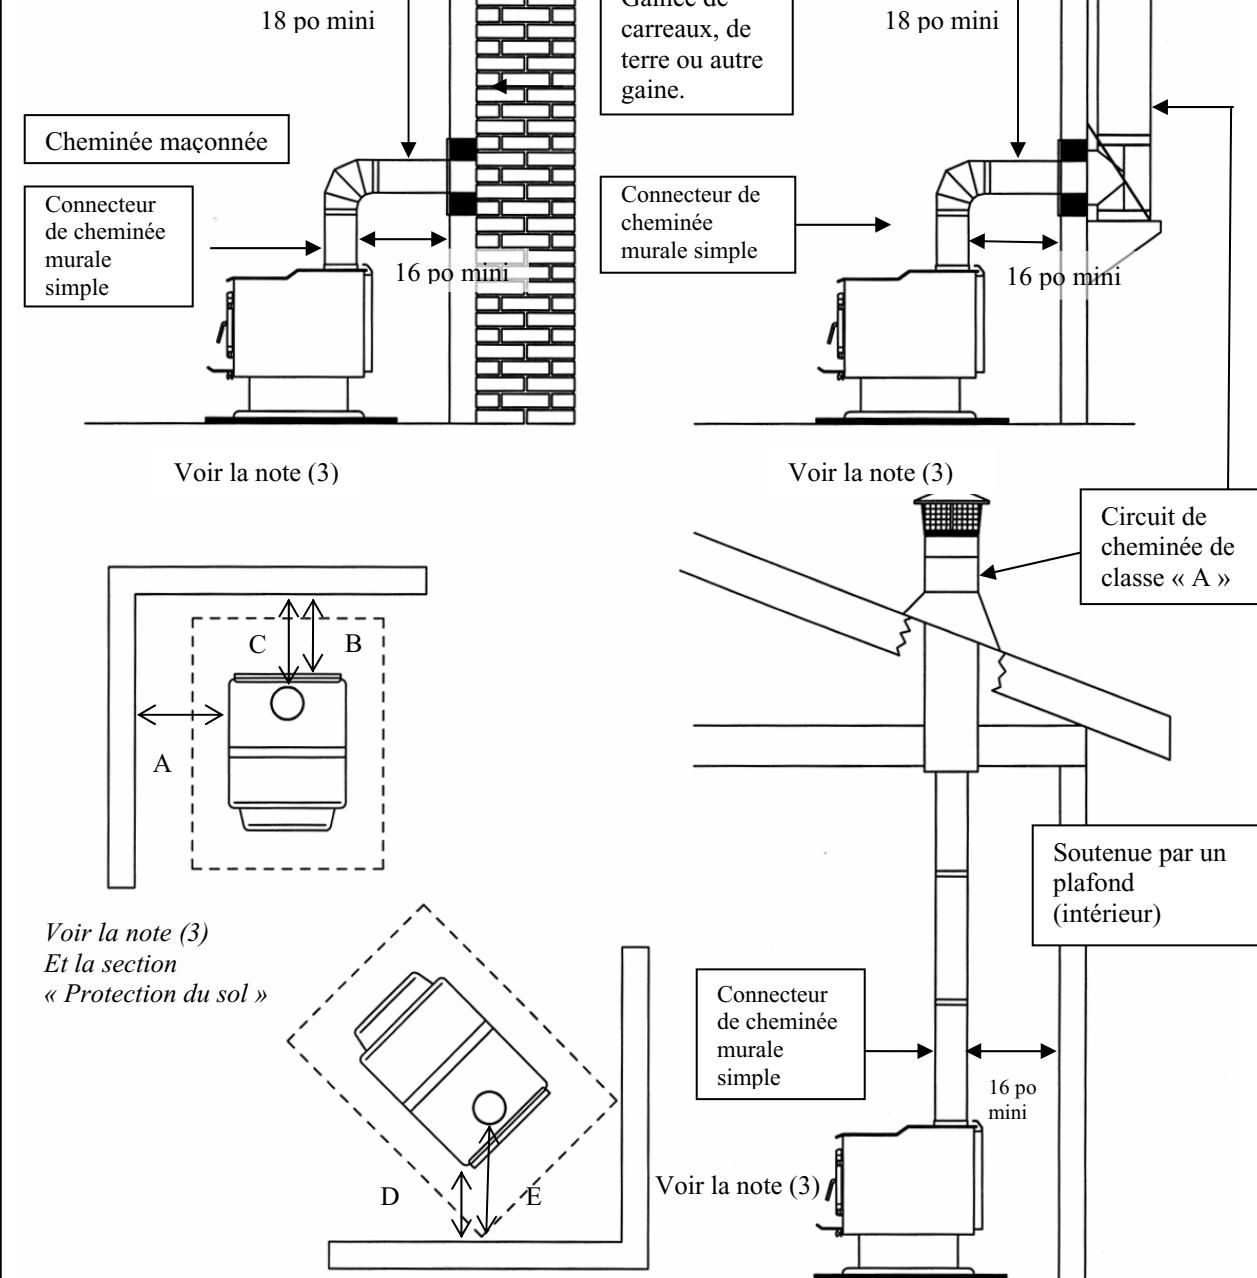 18 po mini
Gainée de
carreaux, de
terre ou autre
gaine.
18 po mini
Cheminée maçonnée
Connecteur
de cheminée
murale
simple
16 po mini
Connecteur de
cheminée
murale simple
16 po mini
Voir la note (3)
Voir la note (3)
Circuit de
cheminée de
classe « A »
C
B
A
Soutenue par un
plafond
(intérieur)
Voir la note (3)
Et la section
« Protection du sol »
Connecteur
de cheminée
murale
simple
16 po
mini
D
E
Voir la note (3)